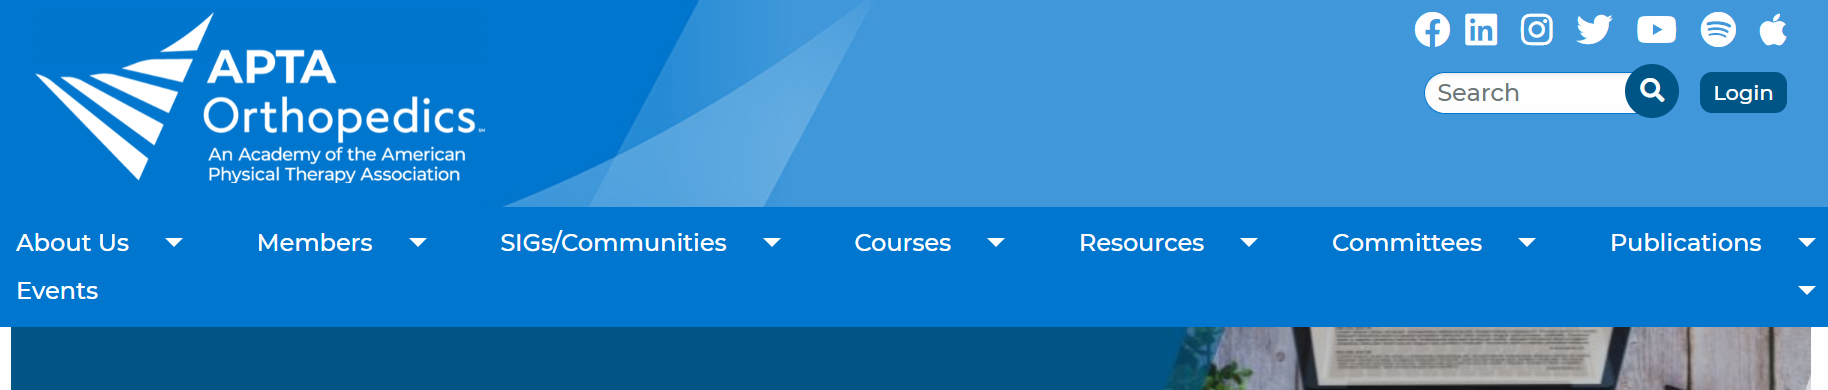 APTA
Orthopedics
An Academy of the American
Physical Therapy Association
Search
Login
About Us
Members
SIGs/Communities
Courses
Resources
Committees
Publications
Events